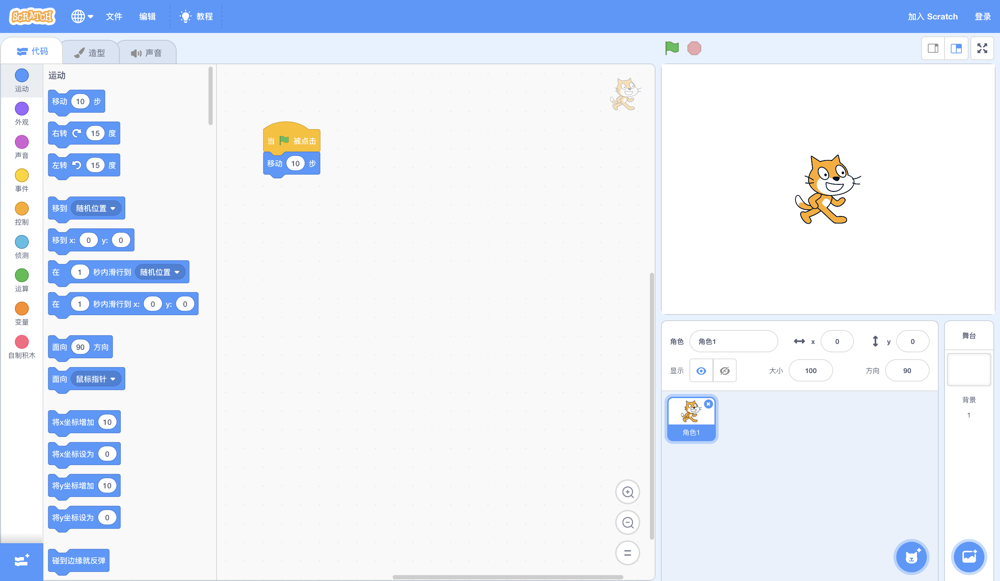 SCRATCH 文件 编辑 教程 加入 Scratch 登录
代码 造型 声音
运动
外观
声音
事件
控制
侦测
运算
变量
自制积木
运动
移动 10 步
右转 15 度
左转 15 度
移到 随机位置
移到 x: 0 y: 0
在 1 秒内滑行到 随机位置
在 1 秒内滑行到 x: 0 y: 0
面向 90 方向
面向 鼠标指针
将x坐标增加 10
将x坐标设为 0
将y坐标增加 10
将y坐标设为 0
碰到边缘就反弹
当 被点击
移动 10 步
角色 角色1 x 0 y 0
显示 大小 100 方向 90
角色1
舞台
背景
1